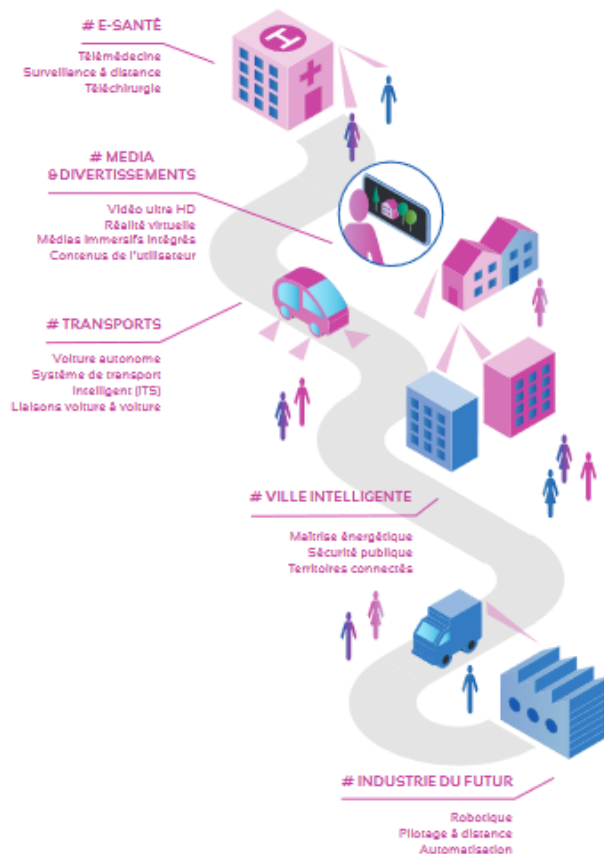 # E-SANTÉ
Télémédecine
Surveillance à distance
Téléchirurgie
H
# MEDIA
& DIVERTISSEMENTS
Vidéo ultra HD
Réalité virtuelle
Médias immersifs intégrés
Contenus de l'utilisateur
# TRANSPORTS
Voiture autonome
Système de transport
intelligent (ITS)
Liaisons voiture à voiture
# VILLE INTELLIGENTE
Maîtrise énergétique
Sécurité publique
Territoires connectés
# INDUSTRIE DU FUTUR
Robotique
Pilotage à distance
Automatisation